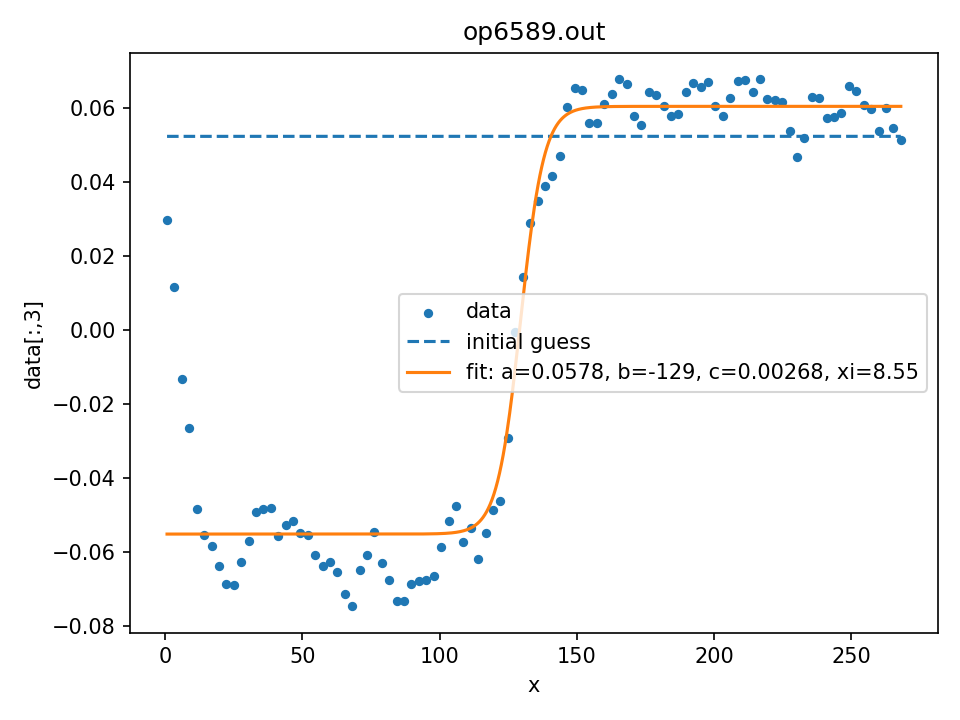 op6589.out
0.06
0.04
0.02
0.00
−0.02
−0.04
−0.06
−0.08
data[:,3]
data
initial guess
fit: a=0.0578, b=-129, c=0.00268, xi=8.55
0
50
100
150
200
250
x